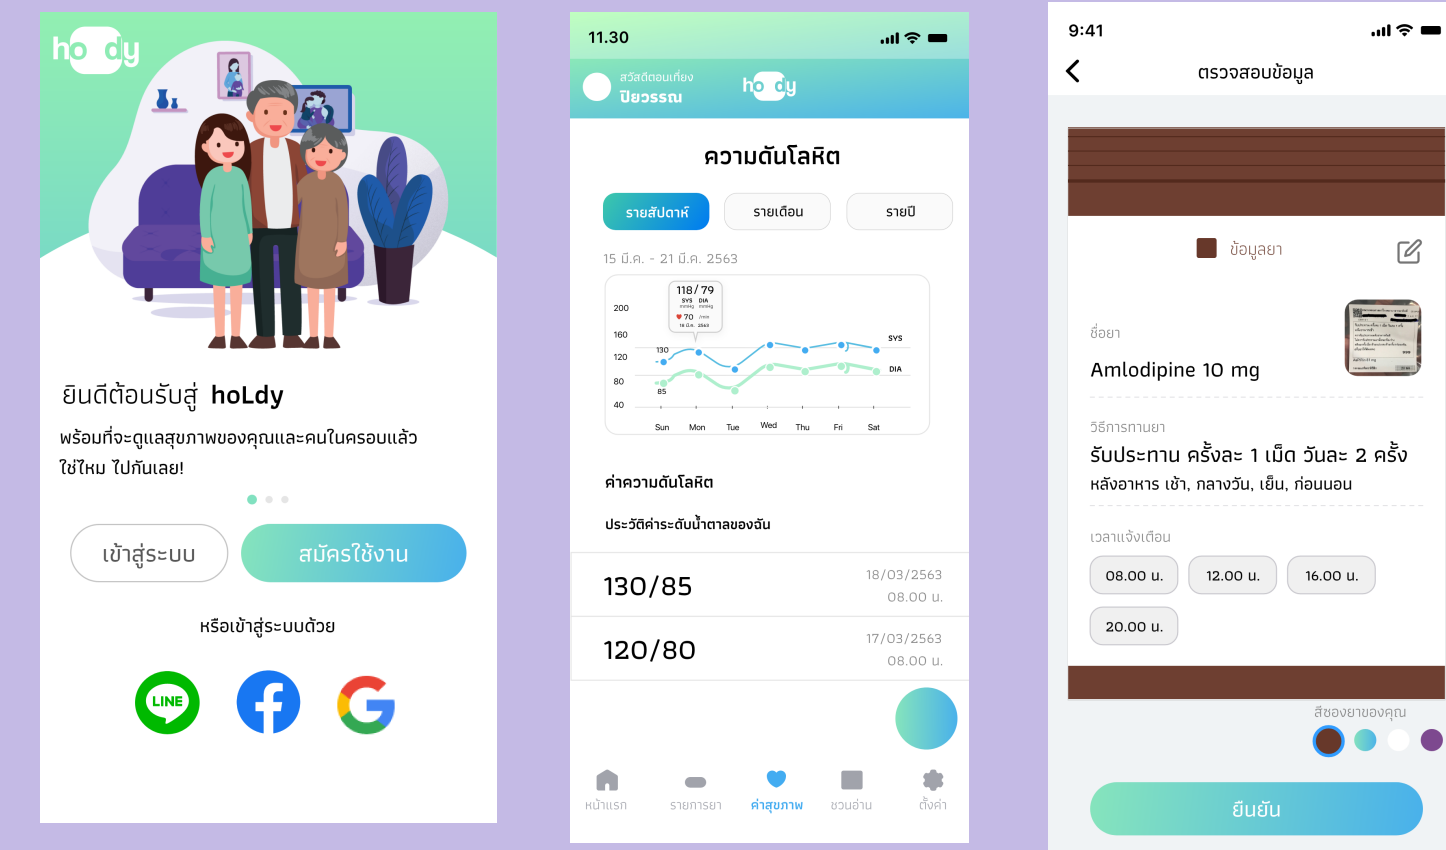 hoLdy
ยินดีต้อนรับสู่ hoLdy
พร้อมที่จะดูแลสุขภาพของคุณและคนในครอบแล้ว
ใช่ไหม ไปกันเลย!
เข้าสู่ระบบ
สมัครใช้งาน
หรือเข้าสู่ระบบด้วย
LINE
11.30
สวัสดีตอนเที่ยง
ปิยวรรณ
ho dy
ความดันโลหิต
รายสัปดาห์
รายเดือน
รายปี
15 มี.ค. - 21 มี.ค. 2563
118/79
SYS DIA
mmHg mmHg
70 /min
19 มี.ค. 2563
200
160
120
80
40
130
85
SYS
DIA
Sun Mon Tue Wed Thu Fri Sat
ค่าความดันโลหิต
ประวัติค่าระดับน้ำตาลของฉัน
130/85
18/03/2563
08.00 น.
120/80
17/03/2563
08.00 น.
หน้าแรก
รายการยา
ค่าสุขภาพ
ชวนอ่าน
ตั้งค่า
9:41
ตรวจสอบข้อมูล
ข้อมูลยา
ชื่อยา
Amlodipine 10 mg
วิธีการทานยา
รับประทาน ครั้งละ 1 เม็ด วันละ 2 ครั้ง
หลังอาหาร เช้า, กลางวัน, เย็น, ก่อนนอน
เวลาแจ้งเตือน
08.00 น.
12.00 น.
16.00 น.
20.00 น.
สีซองยาของคุณ
ยืนยัน